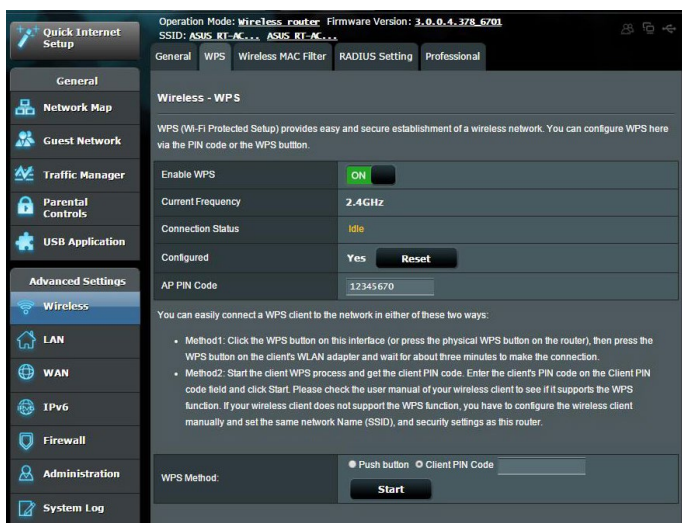 Quick Internet
Setup
General
Network Map
Guest Network
Traffic Manager
Parental
Controls
USB Application
Advanced Settings
Wireless
LAN
WAN
IPv6
Firewall
Administration
System Log
Operation Mode: Wireless router Firmware Version: 3.0.0.4.378_6701
SSID: ASUS RT-AC... ASUS RT-AC...
General WPS Wireless MAC Filter RADIUS Setting Professional
Wireless - WPS
WPS (Wi-Fi Protected Setup) provides easy and secure establishment of a wireless network. You can configure WPS here
via the PIN code or the WPS buttton.
Enable WPS ON
Current Frequency 2.4GHz
Connection Status Idle
Configured Yes Reset
AP PIN Code 12345670
You can easily connect a WPS client to the network in either of these two ways:
• Method1: Click the WPS button on this interface (or press the physical WPS button on the router), then press the
WPS button on the client's WLAN adapter and wait for about three minutes to make the connection.
• Method2: Start the client WPS process and get the client PIN code. Enter the client's PIN code on the Client PIN
code field and click Start. Please check the user manual of your wireless client to see if it supports the WPS
function. If your wireless client does not support the WPS function, you have to configure the wireless client
manually and set the same network Name (SSID), and security settings as this router.
WPS Method: Push button Client PIN Code
Start